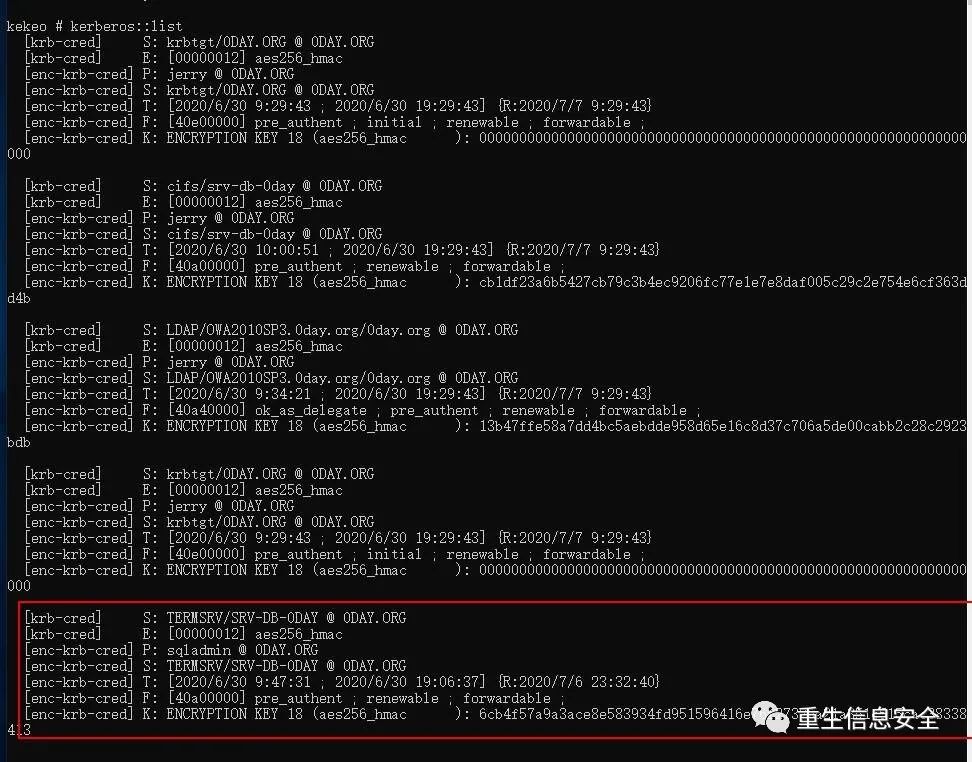 kekeo # kerberos::list
[krb-cred]     S: krbtgt/0DAY.ORG @ 0DAY.ORG
[krb-cred]     E: [00000012] aes256_hmac
[enc-krb-cred] P: jerry @ 0DAY.ORG
[enc-krb-cred] S: krbtgt/0DAY.ORG @ 0DAY.ORG
[enc-krb-cred] T: [2020/6/30 9:29:43 ; 2020/6/30 19:29:43] {R:2020/7/7 9:29:43}
[enc-krb-cred] F: [40e00000] pre_authent ; initial ; renewable ; forwardable ;
[enc-krb-cred] K: ENCRYPTION KEY 18 (aes256_hmac      ): 0000000000000000000000000000000000000000000000000000000000000
000
[krb-cred]     S: cifs/srv-db-0day @ 0DAY.ORG
[krb-cred]     E: [00000012] aes256_hmac
[enc-krb-cred] P: jerry @ 0DAY.ORG
[enc-krb-cred] S: cifs/srv-db-0day @ 0DAY.ORG
[enc-krb-cred] T: [2020/6/30 10:00:51 ; 2020/6/30 19:29:43] {R:2020/7/7 9:29:43}
[enc-krb-cred] F: [40a00000] pre_authent ; renewable ; forwardable ;
[enc-krb-cred] K: ENCRYPTION KEY 18 (aes256_hmac      ): cb1df23a6b5427cb79c3b4ec9206fc77e1e7e8daf005c29c2e754e6cf363d
d4b
[krb-cred]     S: LDAP/OWA2010SP3.0day.org/0day.org @ 0DAY.ORG
[krb-cred]     E: [00000012] aes256_hmac
[enc-krb-cred] P: jerry @ 0DAY.ORG
[enc-krb-cred] S: LDAP/OWA2010SP3.0day.org/0day.org @ 0DAY.ORG
[enc-krb-cred] T: [2020/6/30 9:34:21 ; 2020/6/30 19:29:43] {R:2020/7/7 9:29:43}
[enc-krb-cred] F: [40a40000] ok_as_delegate ; pre_authent ; renewable ; forwardable ;
[enc-krb-cred] K: ENCRYPTION KEY 18 (aes256_hmac      ): 13b47ffe58a7dd4bc5aebdde958d65e16c8d37c706a5de00cabb2c28c2923
bdb
[krb-cred]     S: krbtgt/0DAY.ORG @ 0DAY.ORG
[krb-cred]     E: [00000012] aes256_hmac
[enc-krb-cred] P: jerry @ 0DAY.ORG
[enc-krb-cred] S: krbtgt/0DAY.ORG @ 0DAY.ORG
[enc-krb-cred] T: [2020/6/30 9:29:43 ; 2020/6/30 19:29:43] {R:2020/7/7 9:29:43}
[enc-krb-cred] F: [40e00000] pre_authent ; initial ; renewable ; forwardable ;
[enc-krb-cred] K: ENCRYPTION KEY 18 (aes256_hmac      ): 0000000000000000000000000000000000000000000000000000000000000
000
[krb-cred]     S: TERMSRV/SRV-DB-0DAY @ 0DAY.ORG
[krb-cred]     E: [00000012] aes256_hmac
[enc-krb-cred] P: sqladmin @ 0DAY.ORG
[enc-krb-cred] S: TERMSRV/SRV-DB-0DAY @ 0DAY.ORG
[enc-krb-cred] T: [2020/6/30 9:47:31 ; 2020/6/30 19:06:37] {R:2020/7/6 23:32:40}
[enc-krb-cred] F: [40a00000] pre_authent ; renewable ; forwardable ;
[enc-krb-cred] K: ENCRYPTION KEY 18 (aes256_hmac      ):
413
重生信息安全